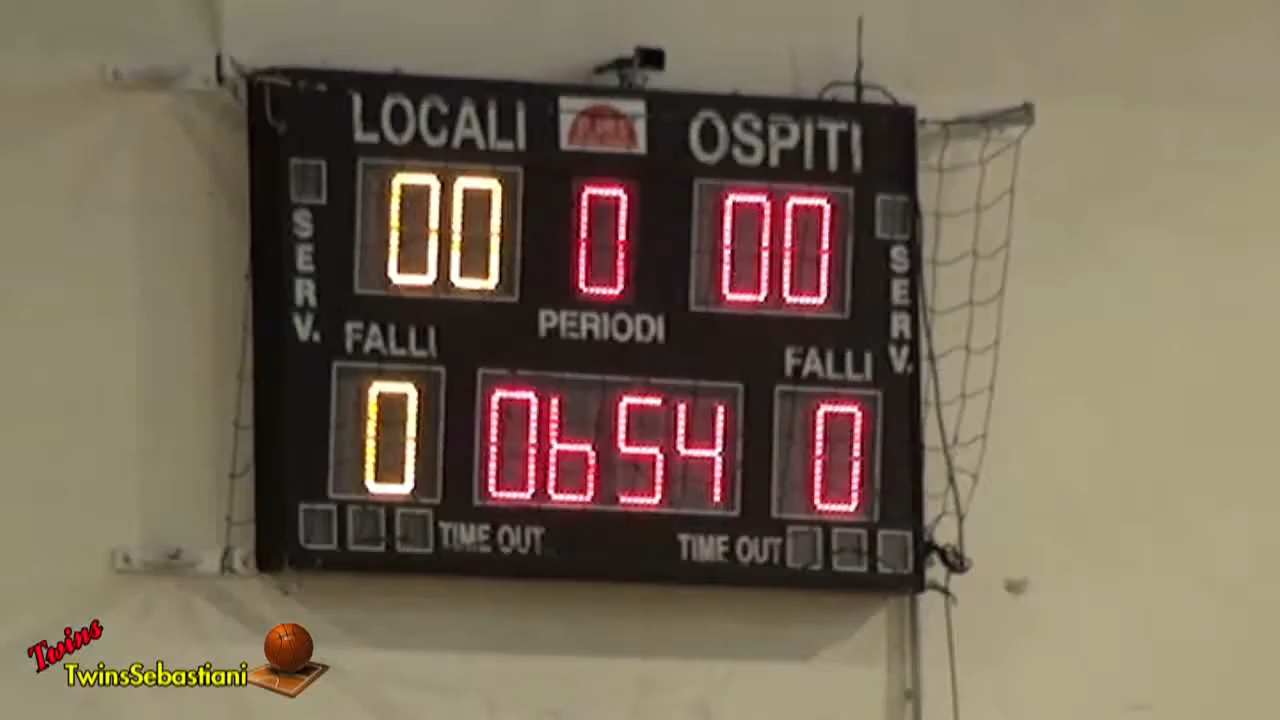 LOCALI OSPITI
00 0 00
SERV. SERV.
PERIODI
FALLI FALLI
0 0654 0
TIME OUT TIME OUT
Twins
TwinsSebastiani